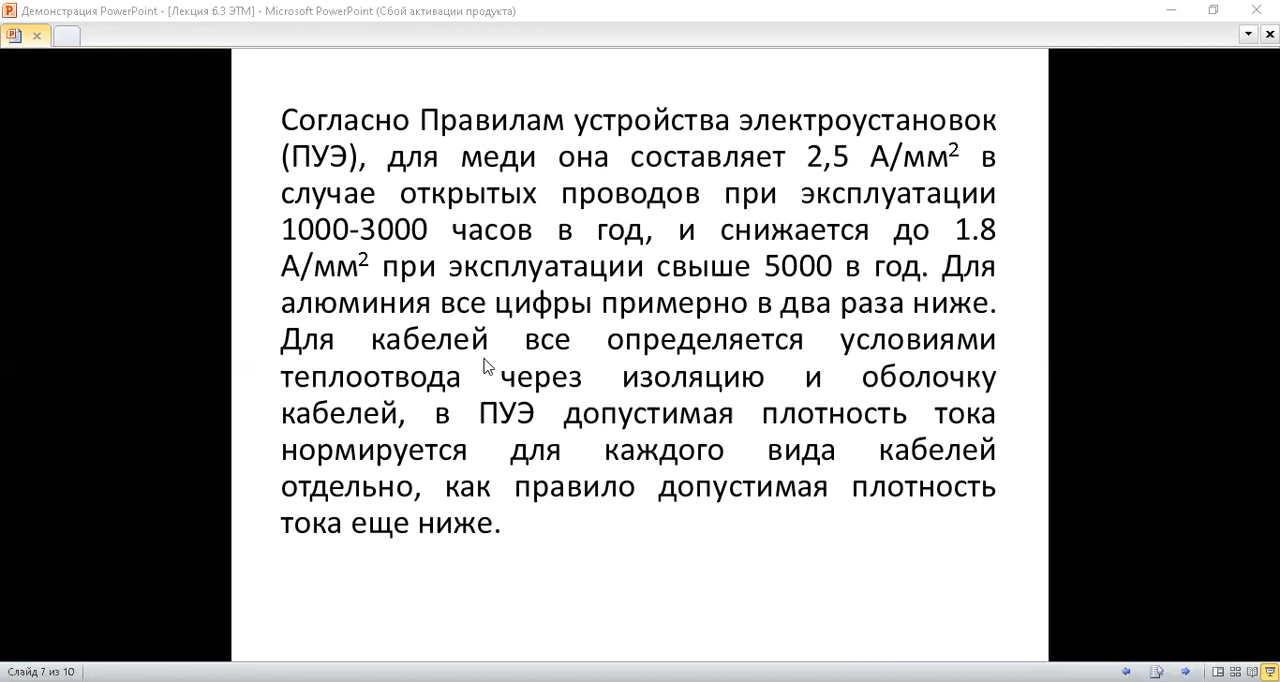 Демонстрация PowerPoint - [Лекция 6.3 ЭТМ] - Microsoft PowerPoint (Сбой активации продукта)
Согласно Правилам устройства электроустановок
(ПУЭ), для меди она составляет 2,5 А/мм² в
случае открытых проводов при эксплуатации
1000-3000 часов в год, и снижается до 1.8
А/мм² при эксплуатации свыше 5000 в год. Для
алюминия все цифры примерно в два раза ниже.
Для кабелей все определяется условиями
теплоотвода через изоляцию и оболочку
кабелей, в ПУЭ допустимая плотность тока
нормируется для каждого вида кабелей
отдельно, как правило допустимая плотность
тока еще ниже.
Слайд 7 из 10